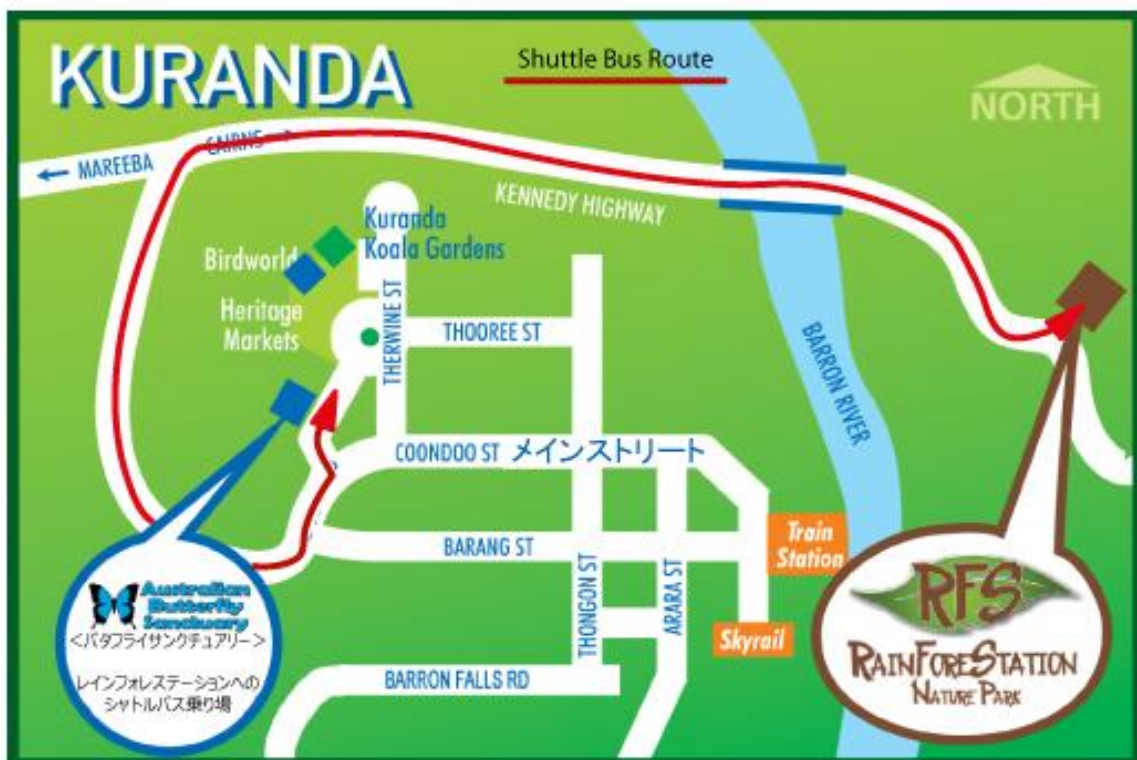 KURANDA
Shuttle Bus Route
NORTH
CAIRNS →
← MAREEBA
KENNEDY HIGHWAY
Kuranda
Koala Gardens
Birdworld
Heritage
Markets
THERWINE ST
THOOREE ST
BARRON RIVER
COONDOO ST メインストリート
BARANG ST
Train
Station
THONGON ST
ARARA ST
Skyrail
BARRON FALLS RD
Australian
Butterfly
Sanctuary
<バタフライサンクチュアリー>
レインフォレステーションへの
シャトルバス乗り場
RFS
RAINFORESTATION
NATURE PARK